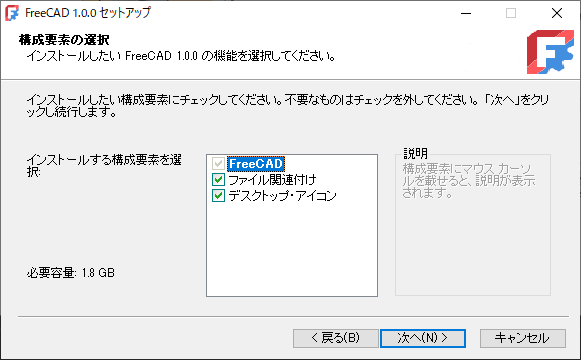 FreeCAD 1.0.0 セットアップ
構成要素の選択
インストールしたい FreeCAD 1.0.0 の機能を選択してください。
インストールしたい構成要素にチェックしてください。不要なものはチェックを外してください。 「次へ」をクリ
ックし続行します。
インストールする構成要素を選
択:
FreeCAD
ファイル関連付け
デスクトップ・アイコン
説明
構成要素にマウス カーソ
ルを載せると、説明が表示
されます。
必要容量: 1.8 GB
< 戻る(B)
次へ(N) >
キャンセル